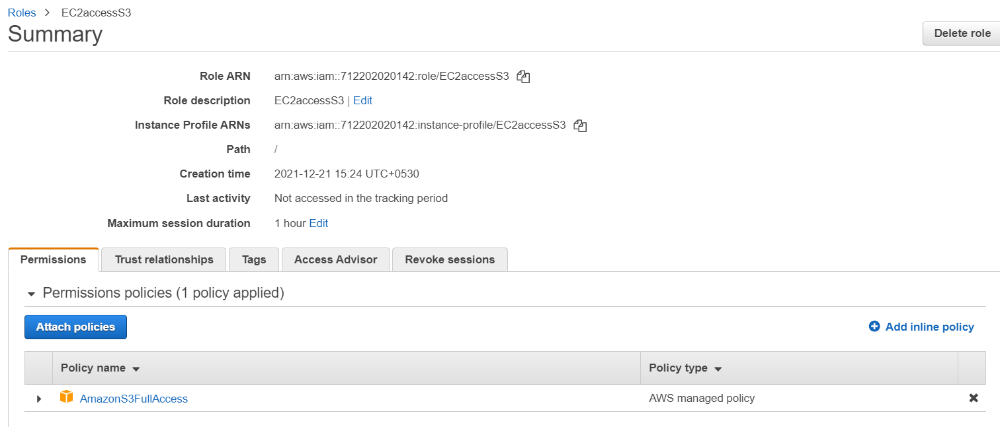 Roles > EC2accessS3
Summary
Delete role
Role ARN arn:aws:iam::712202020142:role/EC2accessS3
Role description EC2accessS3 | Edit
Instance Profile ARNs arn:aws:iam::712202020142:instance-profile/EC2accessS3
Path /
Creation time 2021-12-21 15:24 UTC+0530
Last activity Not accessed in the tracking period
Maximum session duration 1 hour Edit
Permissions Trust relationships Tags Access Advisor Revoke sessions
Permissions policies (1 policy applied)
Attach policies Add inline policy
Policy name Policy type
AmazonS3FullAccess AWS managed policy